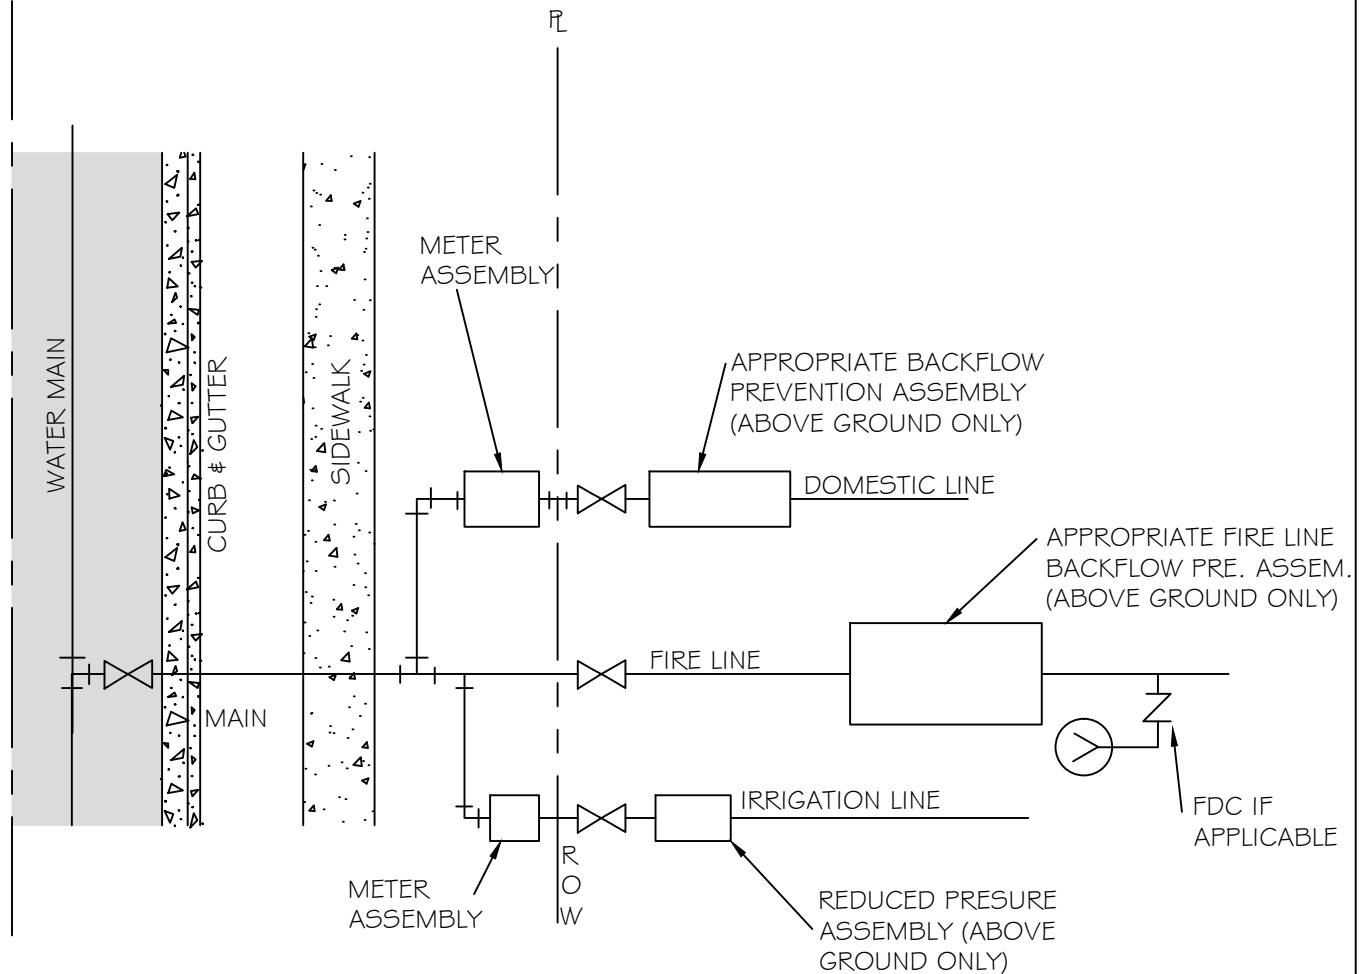 PL
METER
ASSEMBLY
WATER MAIN
CURB & GUTTER
SIDEWALK
APPROPRIATE BACKFLOW
PREVENTION ASSEMBLY
(ABOVE GROUND ONLY)
DOMESTIC LINE
APPROPRIATE FIRE LINE
BACKFLOW PRE. ASSEM.
(ABOVE GROUND ONLY)
FIRE LINE
MAIN
IRRIGATION LINE
FDC IF
APPLICABLE
METER
ASSEMBLY
ROW
REDUCED PRESURE
ASSEMBLY (ABOVE
GROUND ONLY)